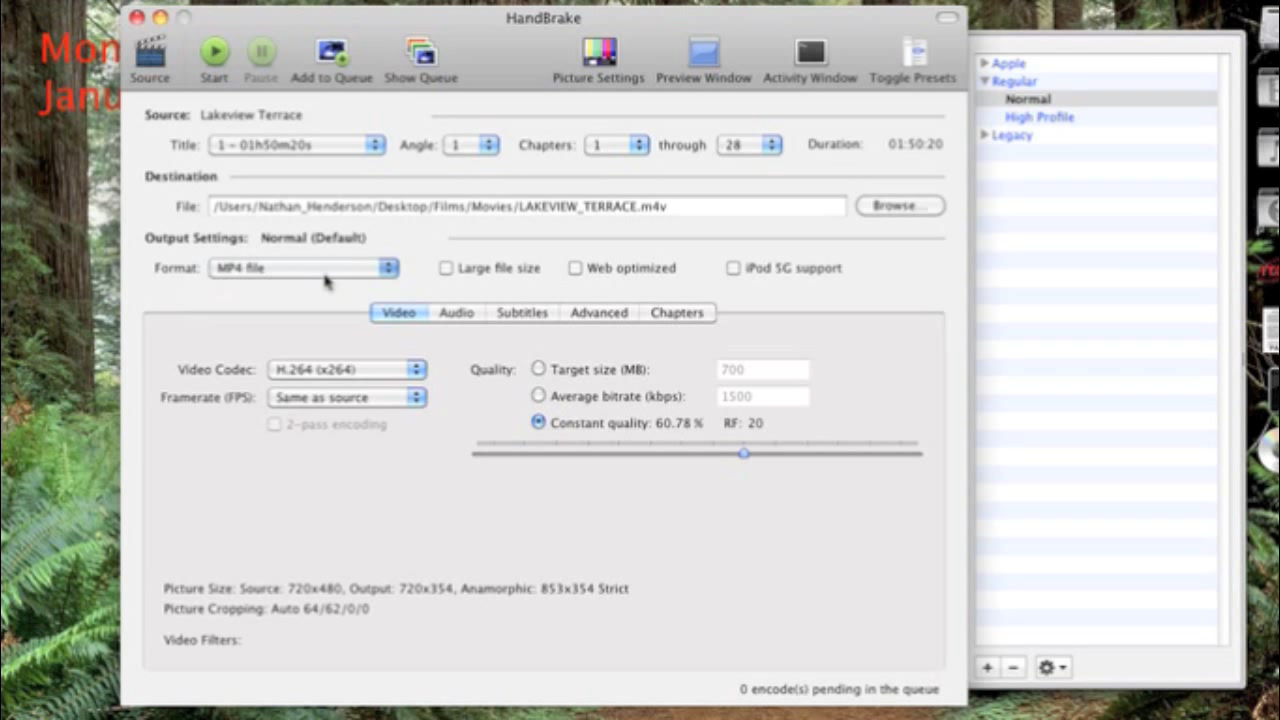 HandBrake
Source Start Pause Add to Queue Show Queue Picture Settings Preview Window Activity Window Toggle Presets
Mon
Janu
Source: Lakeview Terrace
Title: 1 - 01h50m20s Angle: 1 Chapters: 1 through 28 Duration: 01:50:20
Destination
File: /Users/Nathan_Henderson/Desktop/Films/Movies/LAKEVIEW_TERRACE.m4v Browse...
Output Settings: Normal (Default)
Format: MP4 file Large file size Web optimized iPod 5G support
Video Audio Subtitles Advanced Chapters
Video Codec: H.264 (x264) Quality: Target size (MB): 700
Framerate (FPS): Same as source Average bitrate (kbps): 1500
2-pass encoding Constant quality: 60.78 % RF: 20
Picture Size: Source: 720x480, Output: 720x354, Anamorphic: 853x354 Strict
Picture Cropping: Auto 64/62/0/0
Video Filters:
0 encode(s) pending in the queue
Apple
Regular
Normal
High Profile
Legacy